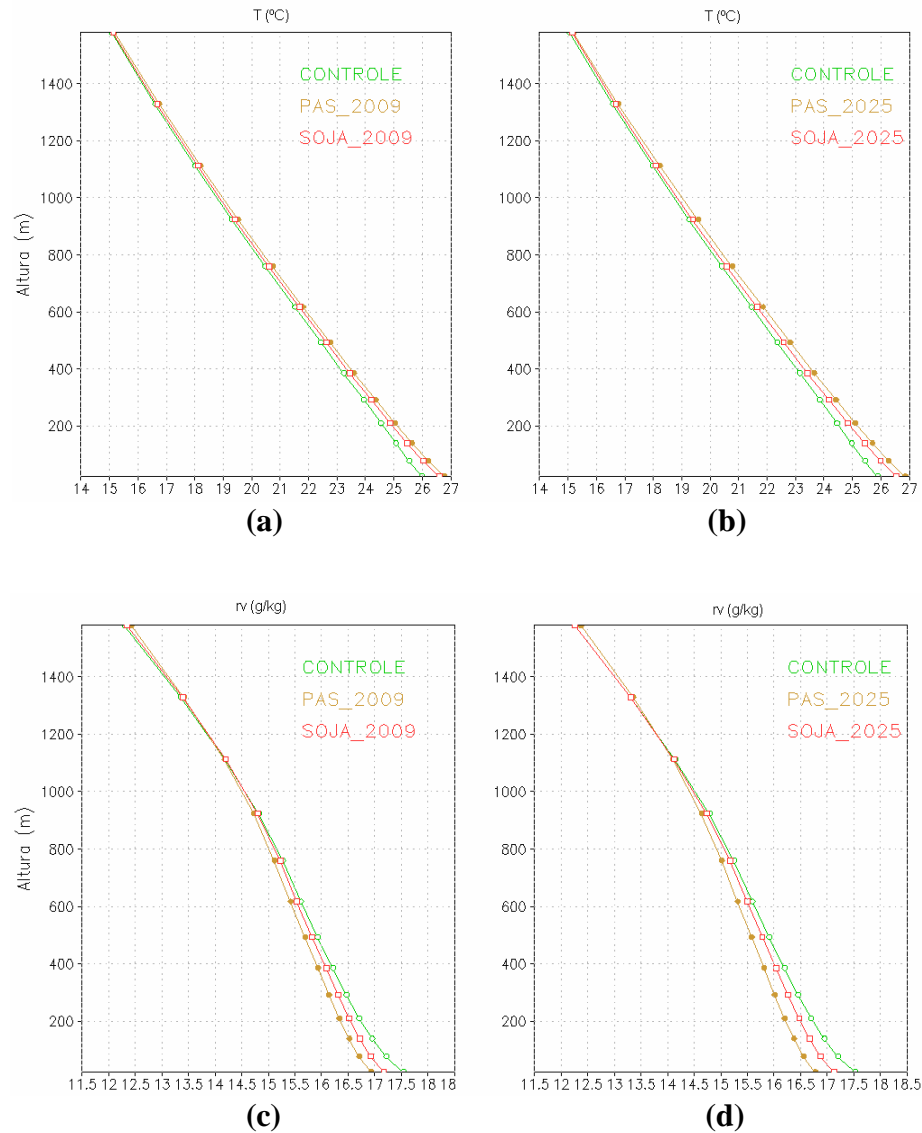 T (ºC)
T (ºC)
CONTROLE
PAS_2009
SOJA_2009
CONTROLE
PAS_2025
SOJA_2025
Altura (m)
1400
1200
1000
800
600
400
200
1400
1200
1000
800
600
400
200
14 15 16 17 18 19 20 21 22 23 24 25 26 27
14 15 16 17 18 19 20 21 22 23 24 25 26 27
(a)
(b)
rv (g/kg)
rv (g/kg)
CONTROLE
PAS_2009
SOJA_2009
CONTROLE
PAS_2025
SOJA_2025
Altura (m)
1400
1200
1000
800
600
400
200
1400
1200
1000
800
600
400
200
11.5 12 12.5 13 13.5 14 14.5 15 15.5 16 16.5 17 17.5 18 18.5
11.5 12 12.5 13 13.5 14 14.5 15 15.5 16 16.5 17 17.5 18 18.5
(c)
(d)